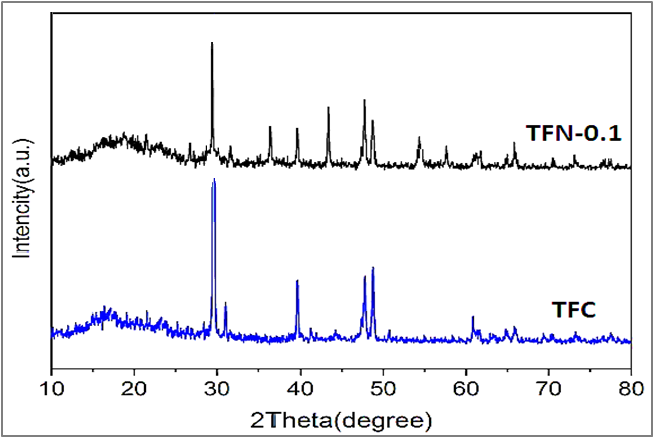 TFN-0.1
TFC
Intencity(a.u.)
10 20 30 40 50 60 70 80
2Theta(degree)